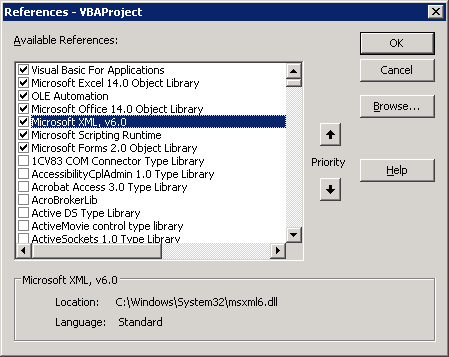 References - VBAProject
Available References:
OK
Cancel
Browse...
Priority
Help
Visual Basic For Applications
Microsoft Excel 14.0 Object Library
OLE Automation
Microsoft Office 14.0 Object Library
Microsoft XML, v6.0
Microsoft Scripting Runtime
Microsoft Forms 2.0 Object Library
1CV83 COM Connector Type Library
AccessibilityCplAdmin 1.0 Type Library
Acrobat Access 3.0 Type Library
AcroBrokerLib
Active DS Type Library
ActiveMovie control type library
ActiveSockets 1.0 Type Library
Microsoft XML, v6.0
Location: C:\Windows\System32\msxml6.dll
Language: Standard